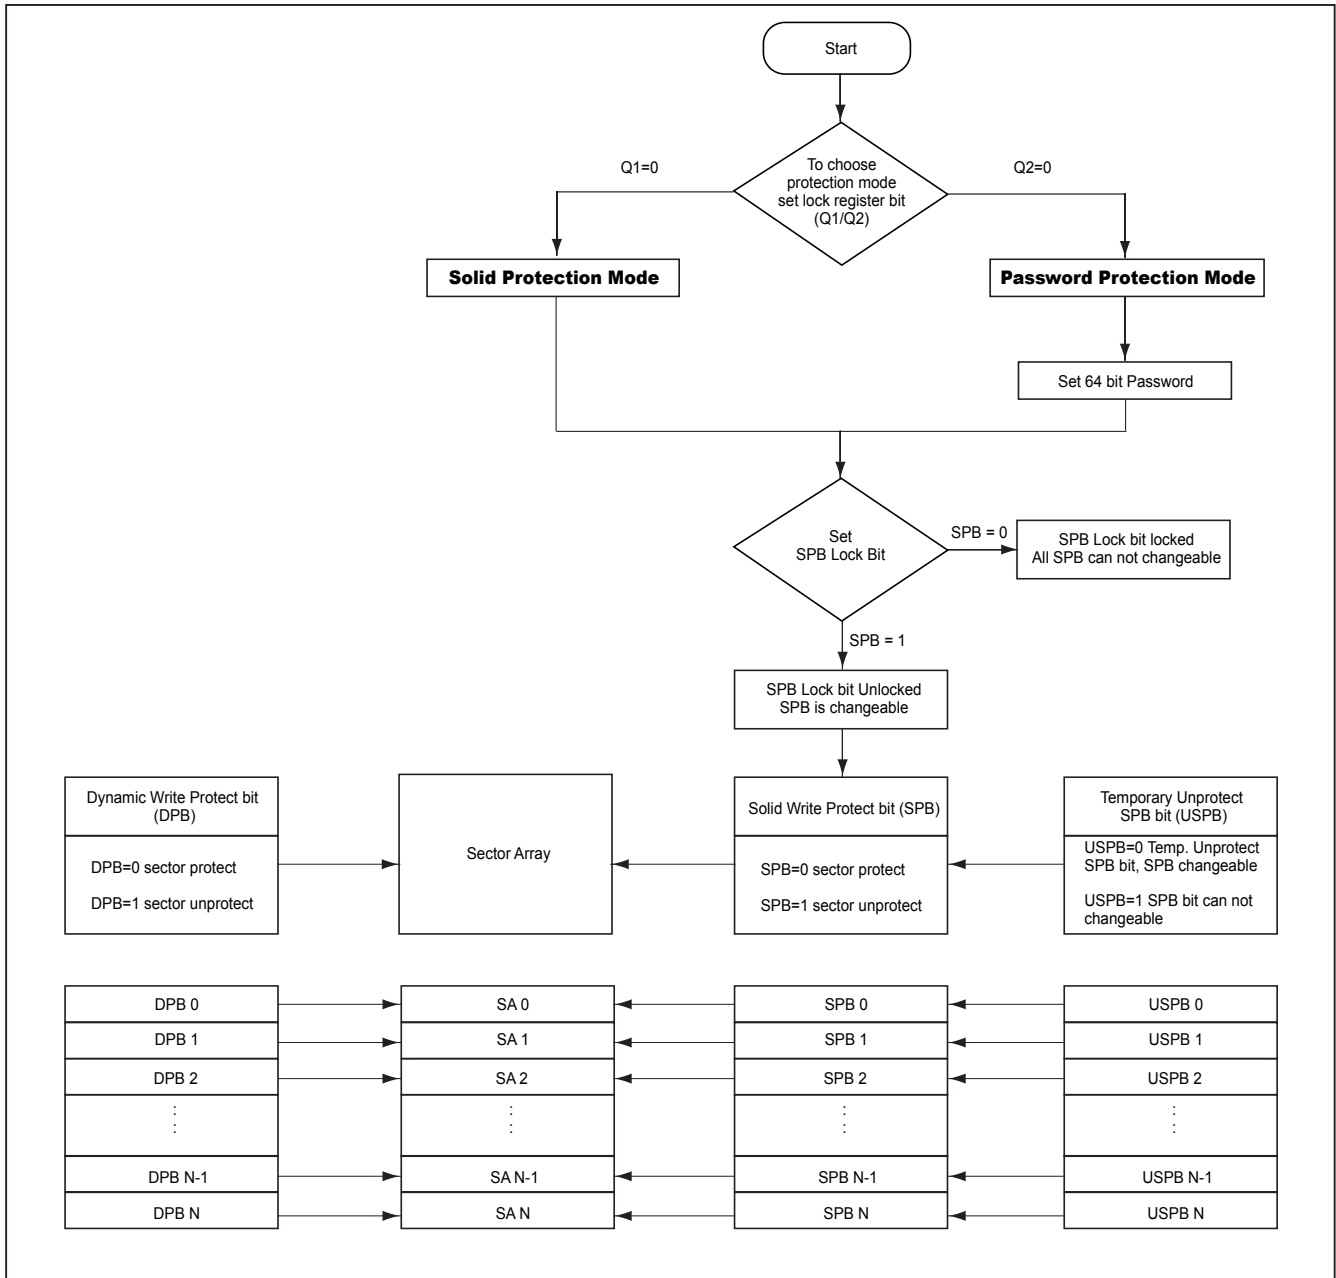 Start
To choose
protection mode
set lock register bit
(Q1/Q2)
Q1=0
Q2=0
Solid Protection Mode
Password Protection Mode
Set 64 bit Password
Set
SPB Lock Bit
SPB = 0
SPB Lock bit locked
All SPB can not changeable
SPB = 1
SPB Lock bit Unlocked
SPB is changeable
Dynamic Write Protect bit
(DPB)
DPB=0 sector protect
DPB=1 sector unprotect
Sector Array
Solid Write Protect bit (SPB)
SPB=0 sector protect
SPB=1 sector unprotect
Temporary Unprotect
SPB bit (USPB)
USPB=0 Temp. Unprotect
SPB bit, SPB changeable
USPB=1 SPB bit can not
changeable
DPB 0
SA 0
SPB 0
USPB 0
DPB 1
SA 1
SPB 1
USPB 1
DPB 2
SA 2
SPB 2
USPB 2
DPB N-1
SA N-1
SPB N-1
USPB N-1
DPB N
SA N
SPB N
USPB N